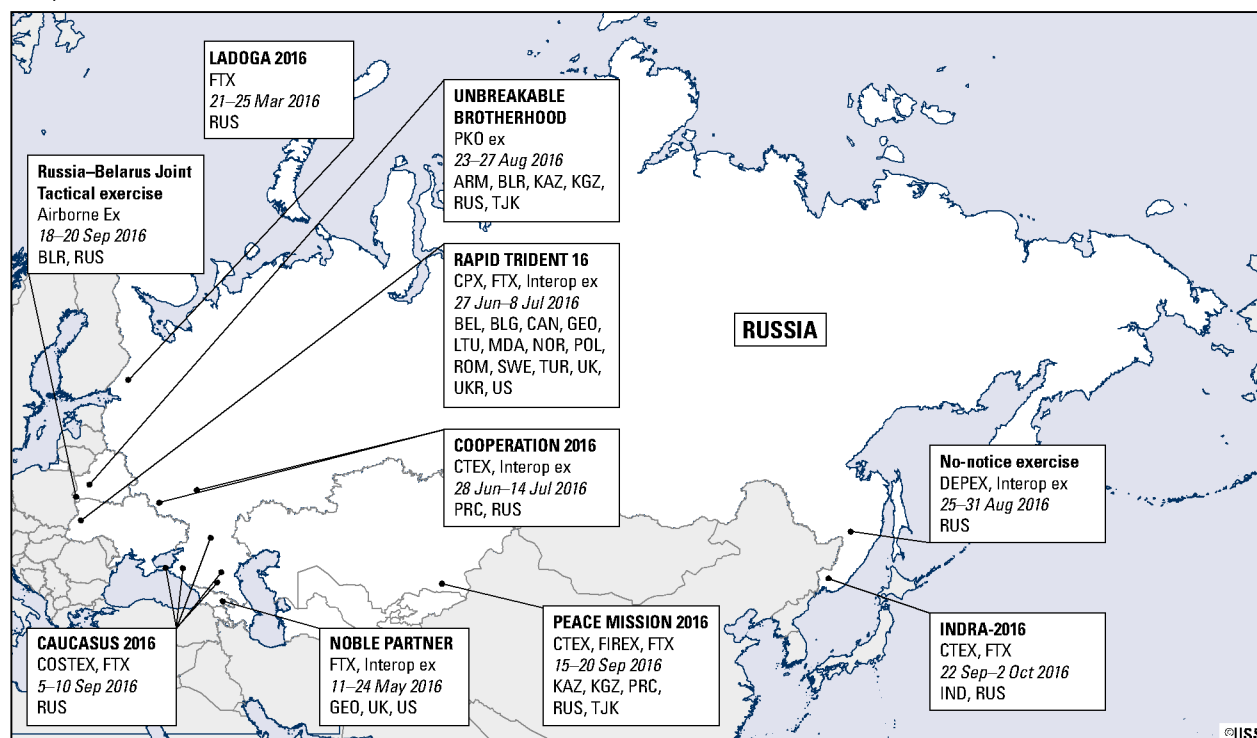 LADOGA 2016
FTX
21–25 Mar 2016
RUS
UNBREAKABLE
BROTHERHOOD
PKO ex
23–27 Aug 2016
ARM, BLR, KAZ, KGZ,
RUS, TJK
Russia–Belarus Joint
Tactical exercise
Airborne Ex
18–20 Sep 2016
BLR, RUS
RAPID TRIDENT 16
CPX, FTX, Interop ex
27 Jun–8 Jul 2016
BEL, BLG, CAN, GEO,
LTU, MDA, NOR, POL,
ROM, SWE, TUR, UK,
UKR, US
RUSSIA
COOPERATION 2016
CTEX, Interop ex
28 Jun–14 Jul 2016
PRC, RUS
No-notice exercise
DEPEX, Interop ex
25–31 Aug 2016
RUS
CAUCASUS 2016
COSTEX, FTX
5–10 Sep 2016
RUS
NOBLE PARTNER
FTX, Interop ex
11–24 May 2016
GEO, UK, US
PEACE MISSION 2016
CTEX, FIREX, FTX
15–20 Sep 2016
KAZ, KGZ, PRC,
RUS, TJK
INDRA-2016
CTEX, FTX
22 Sep–2 Oct 2016
IND, RUS